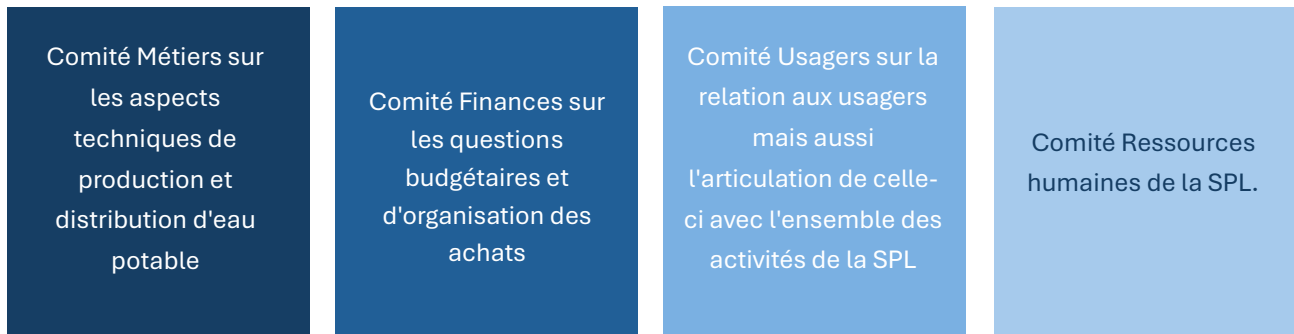 Comité Métiers sur
les aspects
techniques de
production et
distribution d'eau
potable
Comité Finances sur
les questions
budgétaires et
d'organisation des
achats
Comité Usagers sur la
relation aux usagers
mais aussi
l'articulation de celle-
ci avec l'ensemble des
activités de la SPL
Comité Ressources
humaines de la SPL.